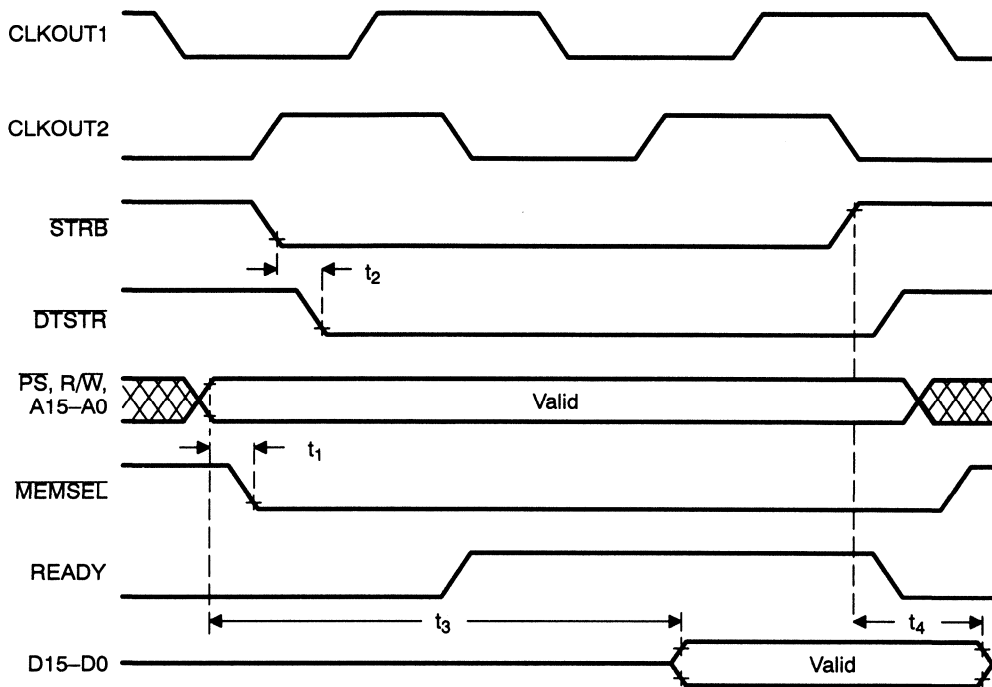 CLKOUT1
CLKOUT2
STRB
t2
DTSTR
PS, R/W,
A15–A0
Valid
t1
MEMSEL
READY
t3
t4
D15–D0
Valid